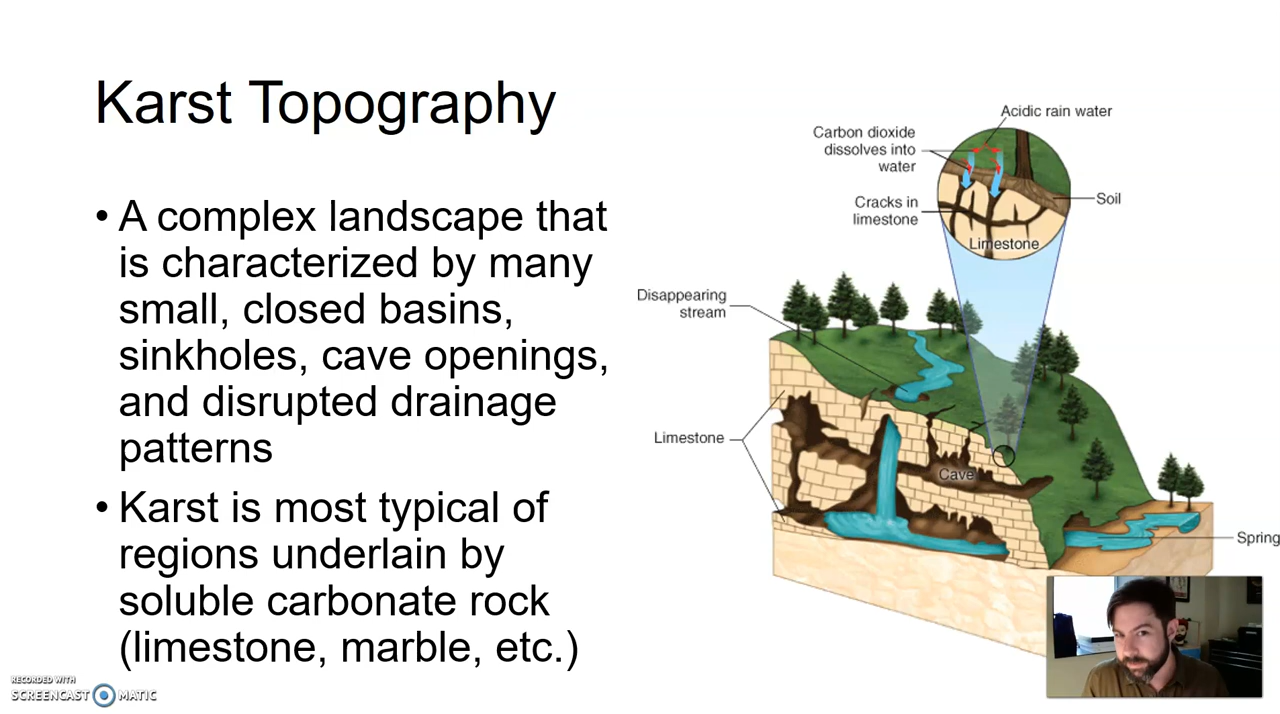 Karst Topography
• A complex landscape that
is characterized by many
small, closed basins,
sinkholes, cave openings,
and disrupted drainage
patterns
• Karst is most typical of
regions underlain by
soluble carbonate rock
(limestone, marble, etc.)
Acidic rain water
Carbon dioxide
dissolves into
water
Cracks in
limestone
Soil
Limestone
Disappearing
stream
Limestone
Cave
Spring
RECORDED WITH
SCREENCAST MATIC